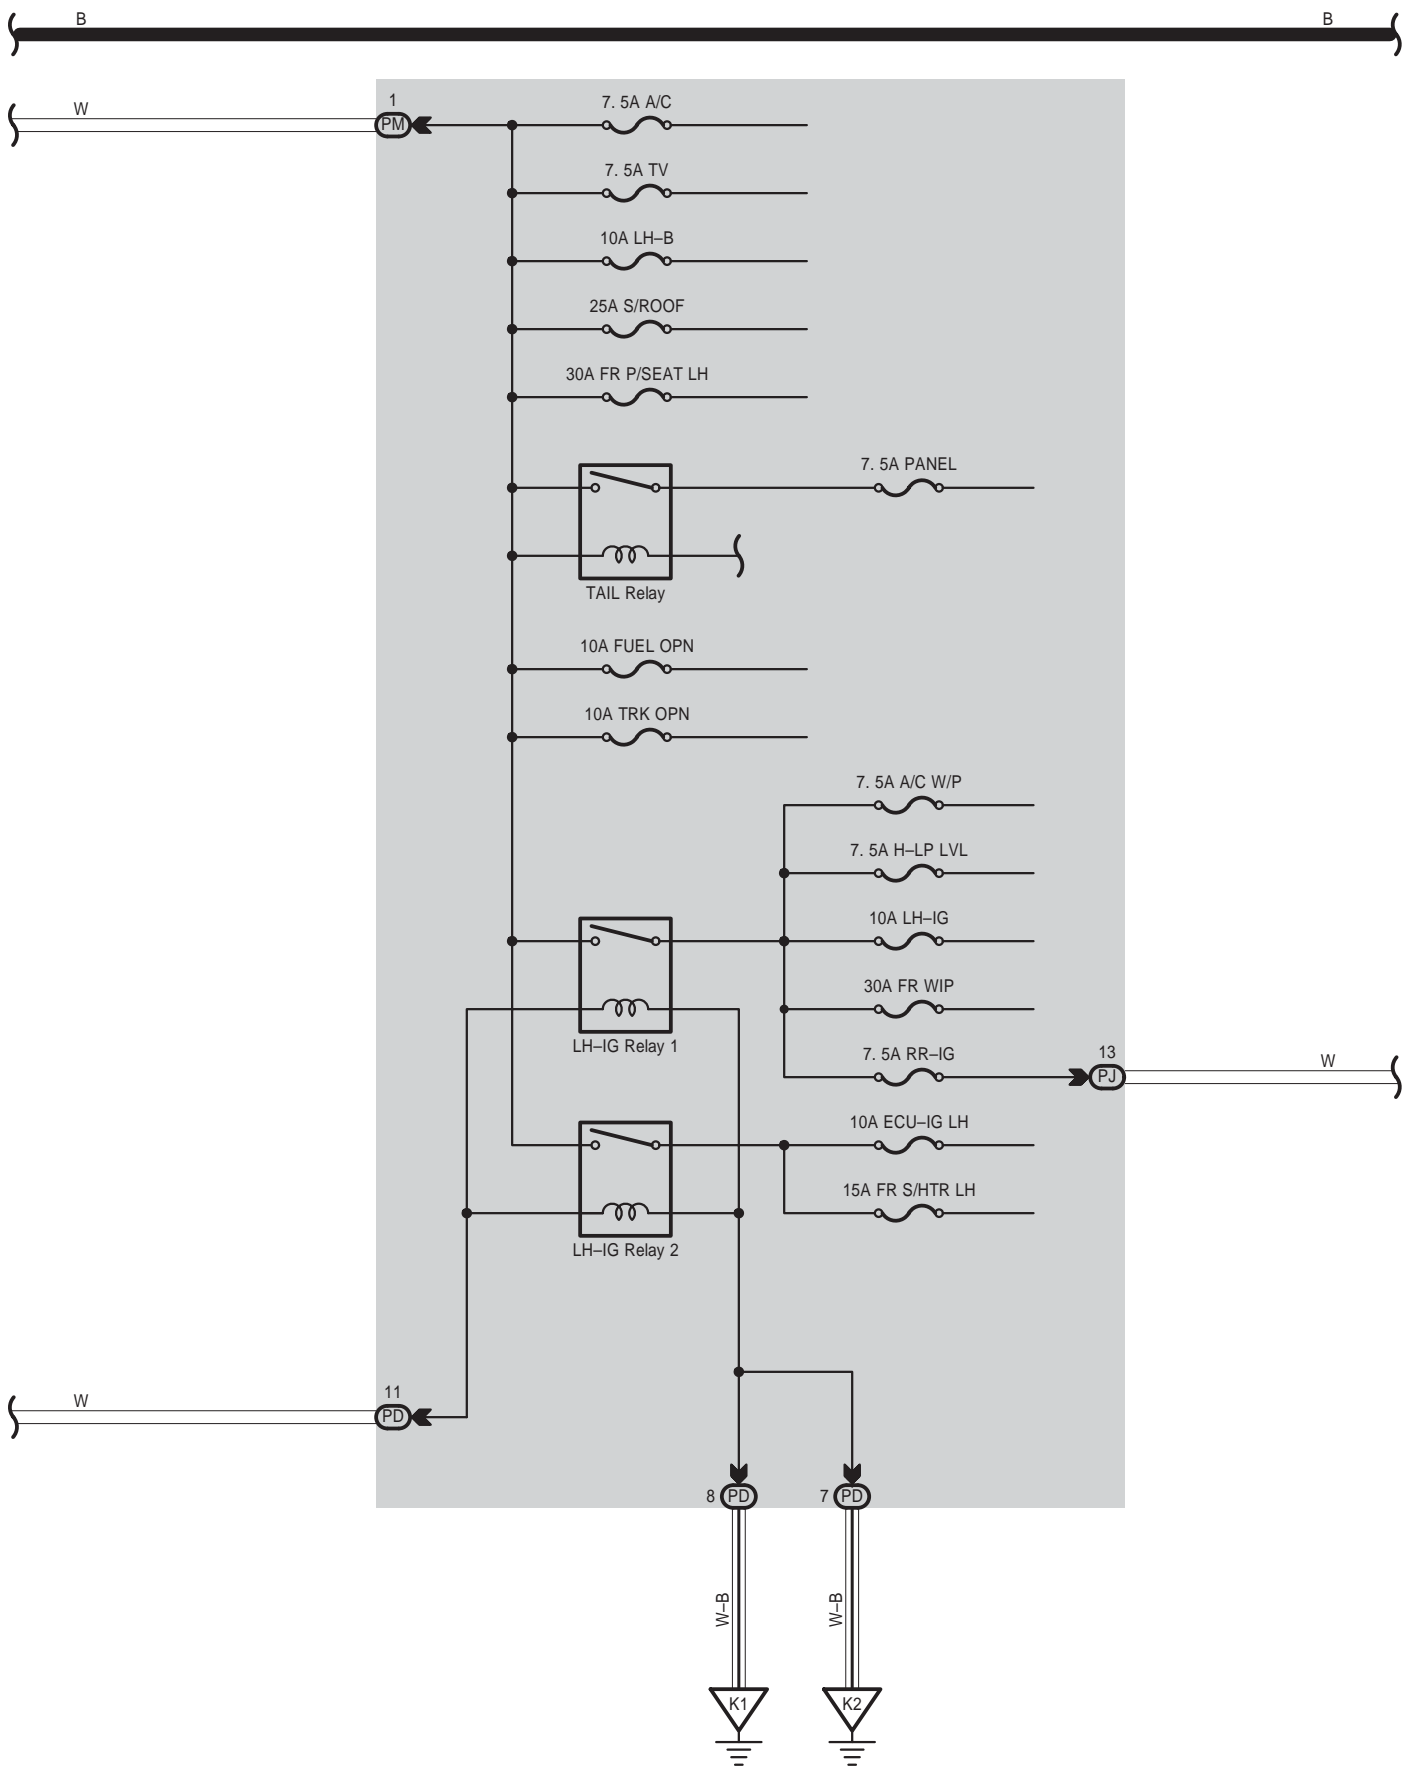 B B
W
1
PM
7. 5A A/C
7. 5A TV
10A LH–B
25A S/ROOF
30A FR P/SEAT LH
7. 5A PANEL
TAIL Relay
10A FUEL OPN
10A TRK OPN
7. 5A A/C W/P
7. 5A H–LP LVL
10A LH–IG
30A FR WIP
LH–IG Relay 1
7. 5A RR–IG
13
PJ
W
10A ECU–IG LH
15A FR S/HTR LH
LH–IG Relay 2
W
11
PD
8 PD
7 PD
W–B
W–B
K1
K2